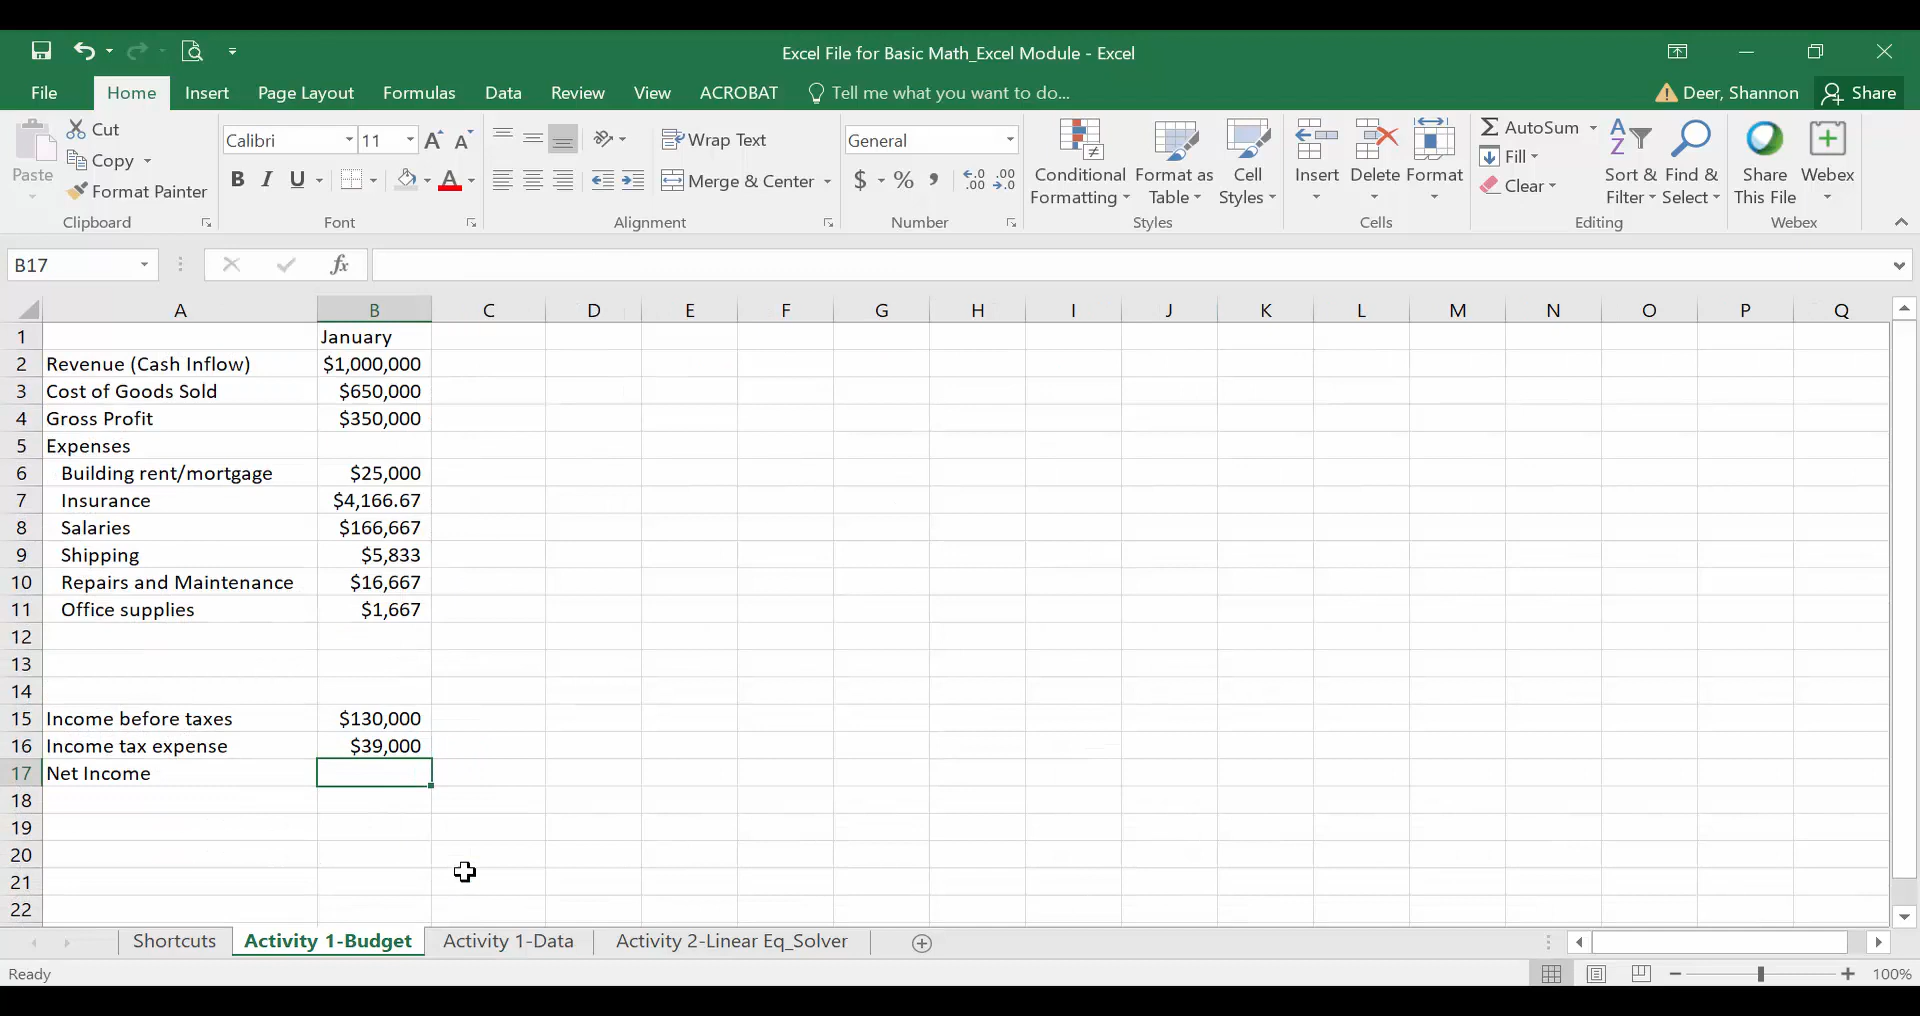 Excel File for Basic Math_Excel Module - Excel
File Home Insert Page Layout Formulas Data Review View ACROBAT Tell me what you want to do... Deer, Shannon Share
Paste
Cut
Copy
Format Painter
Clipboard
Calibri 11 A A
B I U A
Font
Wrap Text
Merge & Center
Alignment
General
$ % , .0 .00 .00 .0
Number
Conditional Formatting
Format as Table
Cell Styles
Styles
Insert Delete Format
Cells
AutoSum
Fill
Clear
Sort & Filter
Find & Select
Editing
Share This File
Webex
Webex
B17 fx
A B C D E F G H I J K L M N O P Q
1 January
2 Revenue (Cash Inflow) $1,000,000
3 Cost of Goods Sold $650,000
4 Gross Profit $350,000
5 Expenses
6 Building rent/mortgage $25,000
7 Insurance $4,166.67
8 Salaries $166,667
9 Shipping $5,833
10 Repairs and Maintenance $16,667
11 Office supplies $1,667
12
13
14
15 Income before taxes $130,000
16 Income tax expense $39,000
17 Net Income
18
19
20
21
22
Shortcuts Activity 1-Budget Activity 1-Data Activity 2-Linear Eq_Solver
Ready 100%